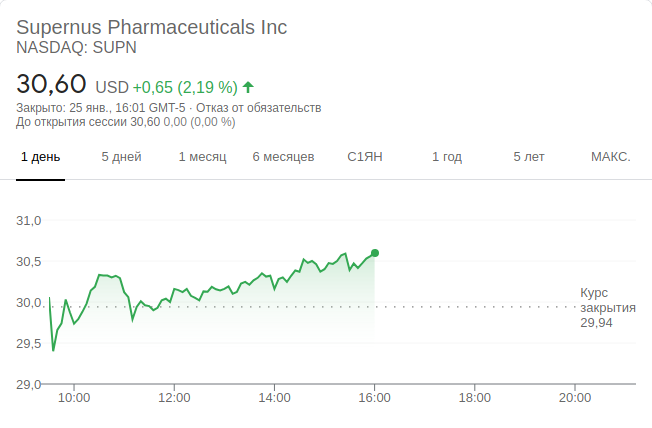 Supernus Pharmaceuticals Inc
NASDAQ: SUPN
30,60 USD +0,65 (2,19 %)
Закрыто: 25 янв., 16:01 GMT-5 · Отказ от обязательств
До открытия сессии 30,60 0,00 (0,00 %)
1 день 5 дней 1 месяц 6 месяцев С1ЯН 1 год 5 лет МАКС.
31,0
30,5
30,0
29,5
29,0
Курс
закрытия
29,94
10:00 12:00 14:00 16:00 18:00 20:00